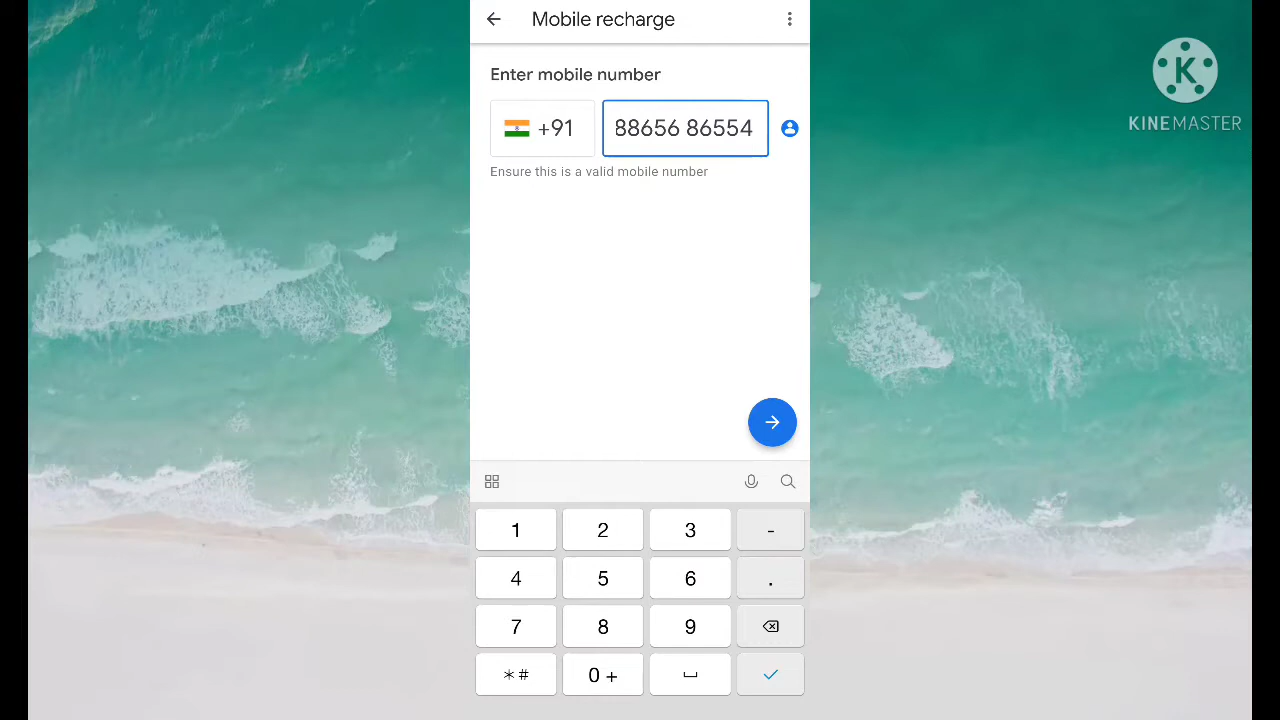 Mobile recharge
Enter mobile number
+91 88656 86554
Ensure this is a valid mobile number
KINEMASTER
1 2 3 -
4 5 6 .
7 8 9
*# 0 +